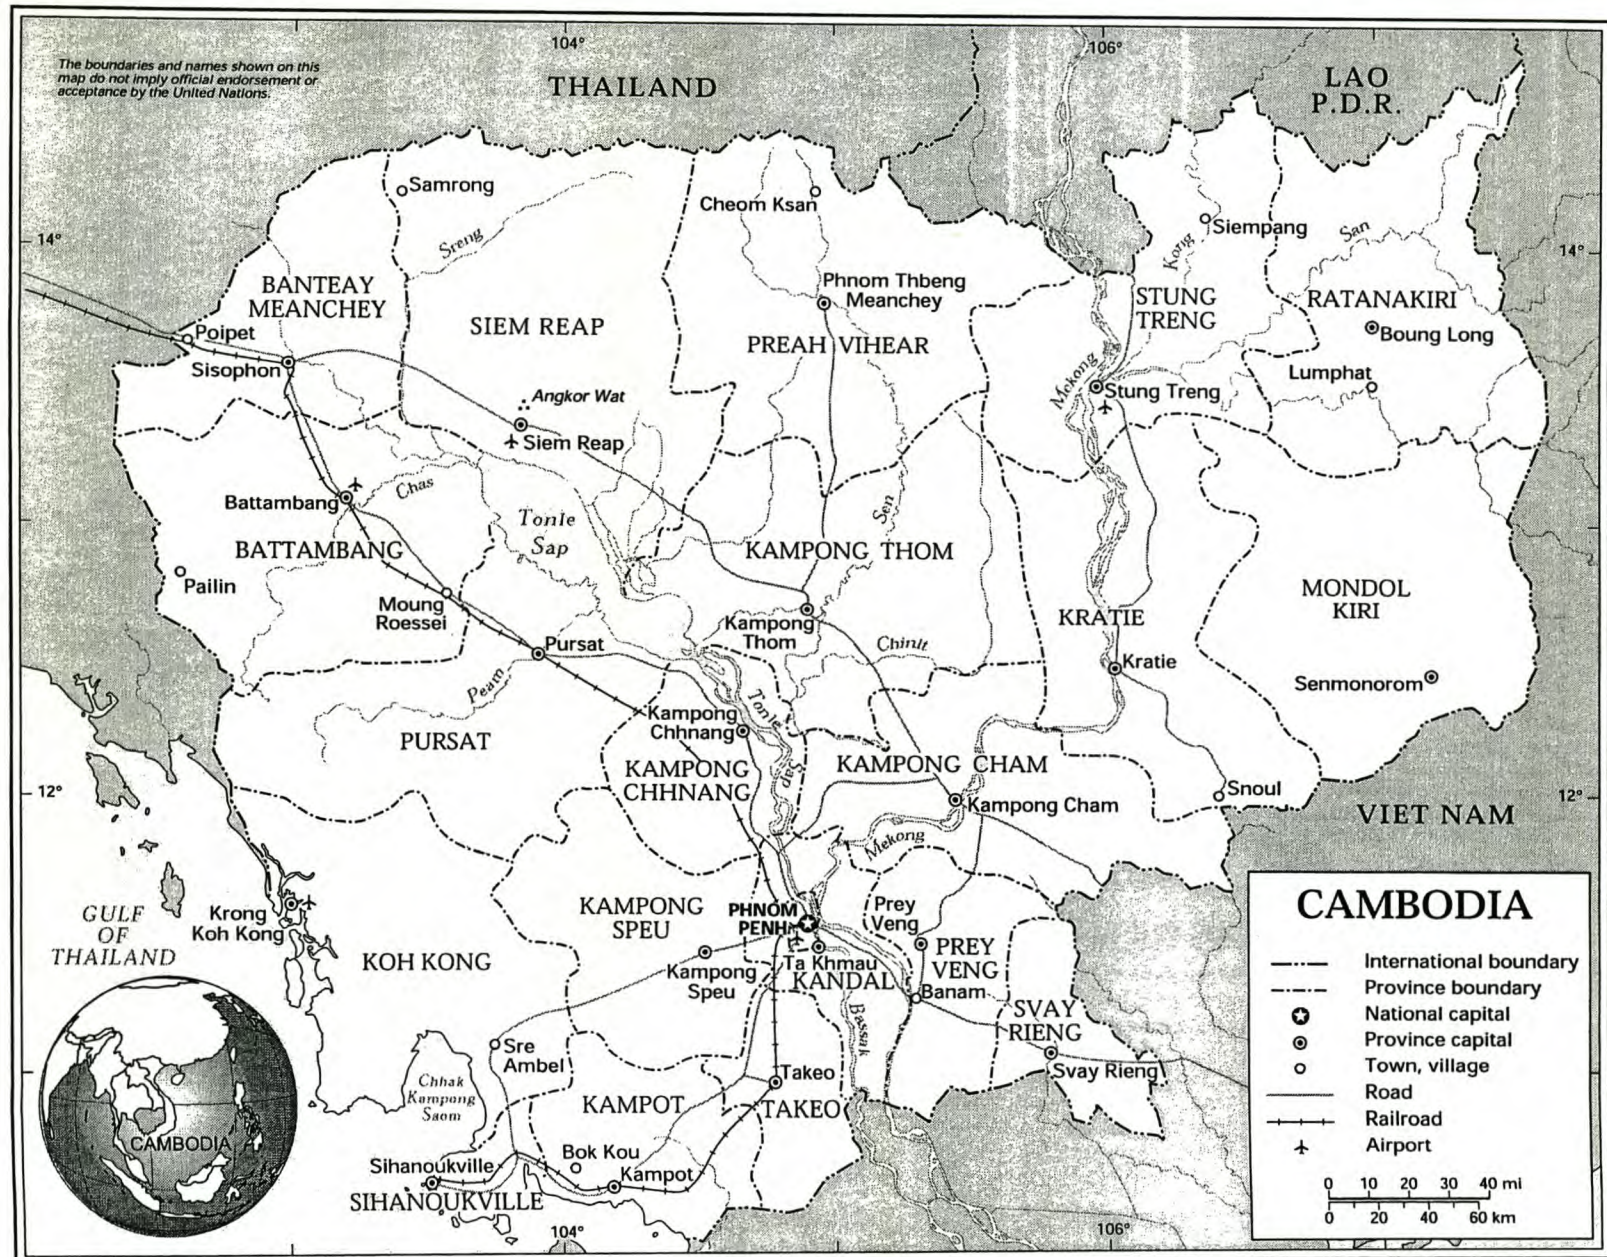 104°
106°
The boundaries and names shown on this
map do not imply official endorsement or
acceptance by the United Nations.
THAILAND
LAO
P.D.R.
Samrong
Cheom Ksan
Siempang
14°
Sreng
Kong
San
14°
BANTEAY
MEANCHEY
Phnom Thbeng
Meanchey
STUNG
TRENG
RATANAKIRI
SIEM REAP
PREAH VIHEAR
Boung Long
Poipet
Sisophon
Mekong
Lumphat
Angkor Wat
Stung Treng
Siem Reap
Battambang
Chas
Tonle
Sap
Sen
BATTAMBANG
KAMPONG THOM
Pailin
MONDOL
KIRI
Moung
Roessei
Kampong
Thom
KRATIE
Pursat
Chinit
Kratie
Peam
Senmonorom
Kampong
Chhnang
Tonle
Sap
PURSAT
KAMPONG
CHHNANG
KAMPONG CHAM
Snoul
12°
Kampong Cham
VIET NAM
12°
Mekong
GULF
OF
THAILAND
Krong
Koh Kong
KAMPONG
SPEU
PHNOM
PENH
Prey
Veng
KOH KONG
Kampong
Speu
Ta Khmau
KANDAL
PREY
VENG
Banam
Bassak
SVAY
RIENG
Sre
Ambel
Svay Rieng
Chhak
Kampong
Saom
Takeo
KAMPOT
TAKEO
Bok Kou
Sihanoukville
Kampot
SIHANOUKVILLE
104°
106°
CAMBODIA
CAMBODIA
International boundary
Province boundary
National capital
Province capital
Town, village
Road
Railroad
Airport
0 10 20 30 40 mi
0 20 40 60 km